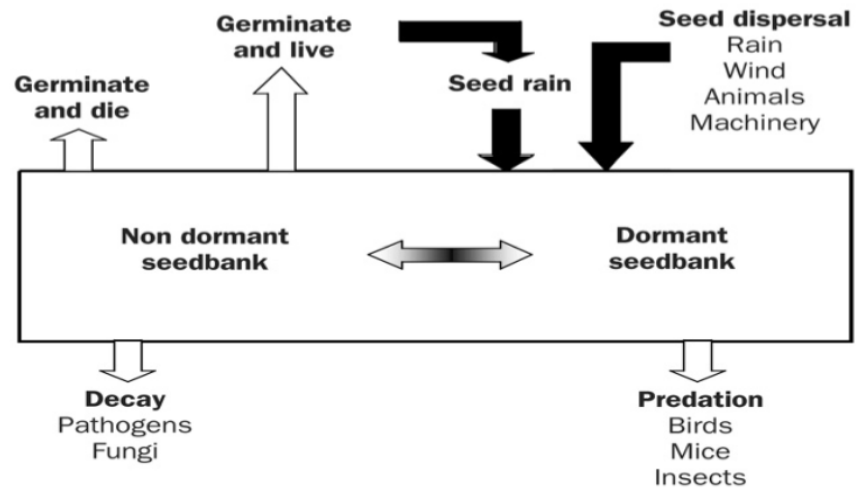 Germinate
and live
Seed dispersal
Rain
Wind
Animals
Machinery
Germinate
and die
Seed rain
Non dormant
seedbank
Dormant
seedbank
Decay
Pathogens
Fungi
Predation
Birds
Mice
Insects